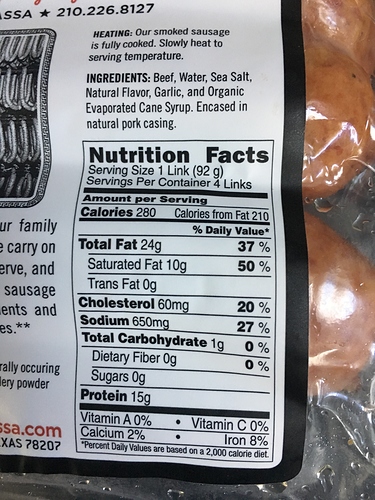 SSA ★ 210.226.8127
HEATING: Our smoked sausage
is fully cooked. Slowly heat to
serving temperature.
INGREDIENTS: Beef, Water, Sea Salt,
Natural Flavor, Garlic, and Organic
Evaporated Cane Syrup. Encased in
natural pork casing.
Nutrition Facts
Serving Size 1 Link (92 g)
Servings Per Container 4 Links
Amount per Serving
Calories 280 Calories from Fat 210
% Daily Value*
Total Fat 24g 37 %
Saturated Fat 10g 50 %
Trans Fat 0g
Cholesterol 60mg 20 %
Sodium 650mg 27 %
Total Carbohydrate 1g 0 %
Dietary Fiber 0g 0 %
Sugars 0g
Protein 15g
Vitamin A 0% • Vitamin C 0%
Calcium 2% • Iron 8%
*Percent Daily Values are based on a 2,000 calorie diet.
ur family
carry on
erve, and
sausage
ents and
es.**
rally occuring
lery powder
ssa.com
EXAS 78207